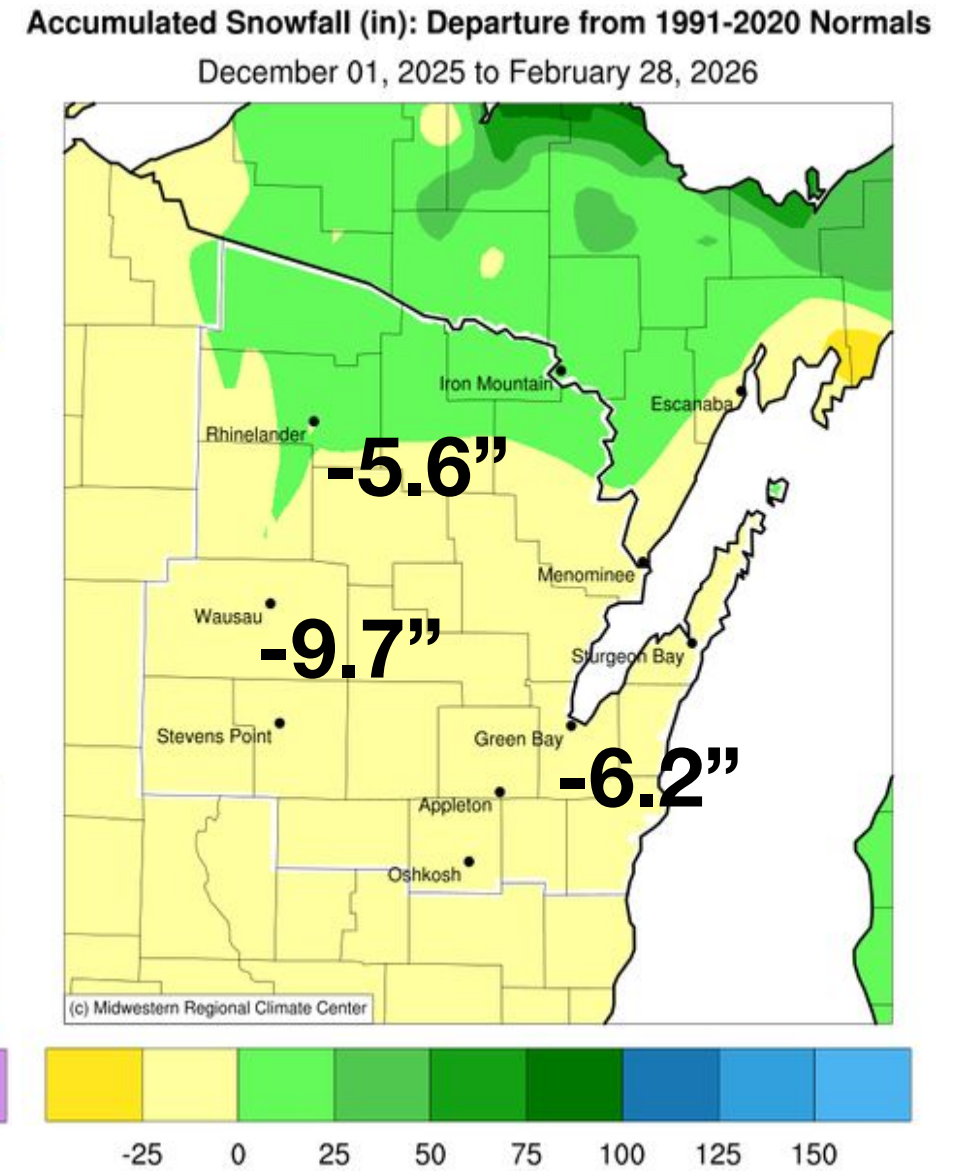 Accumulated Snowfall (in): Departure from 1991-2020 Normals
December 01, 2025 to February 28, 2026
Iron Mountain
Escanaba
Rhinelander
-5.6”
Menominee
Wausau
-9.7”
Sturgeon Bay
Stevens Point
Green Bay
-6.2”
Appleton
Oshkosh
(c) Midwestern Regional Climate Center
-25 0 25 50 75 100 125 150